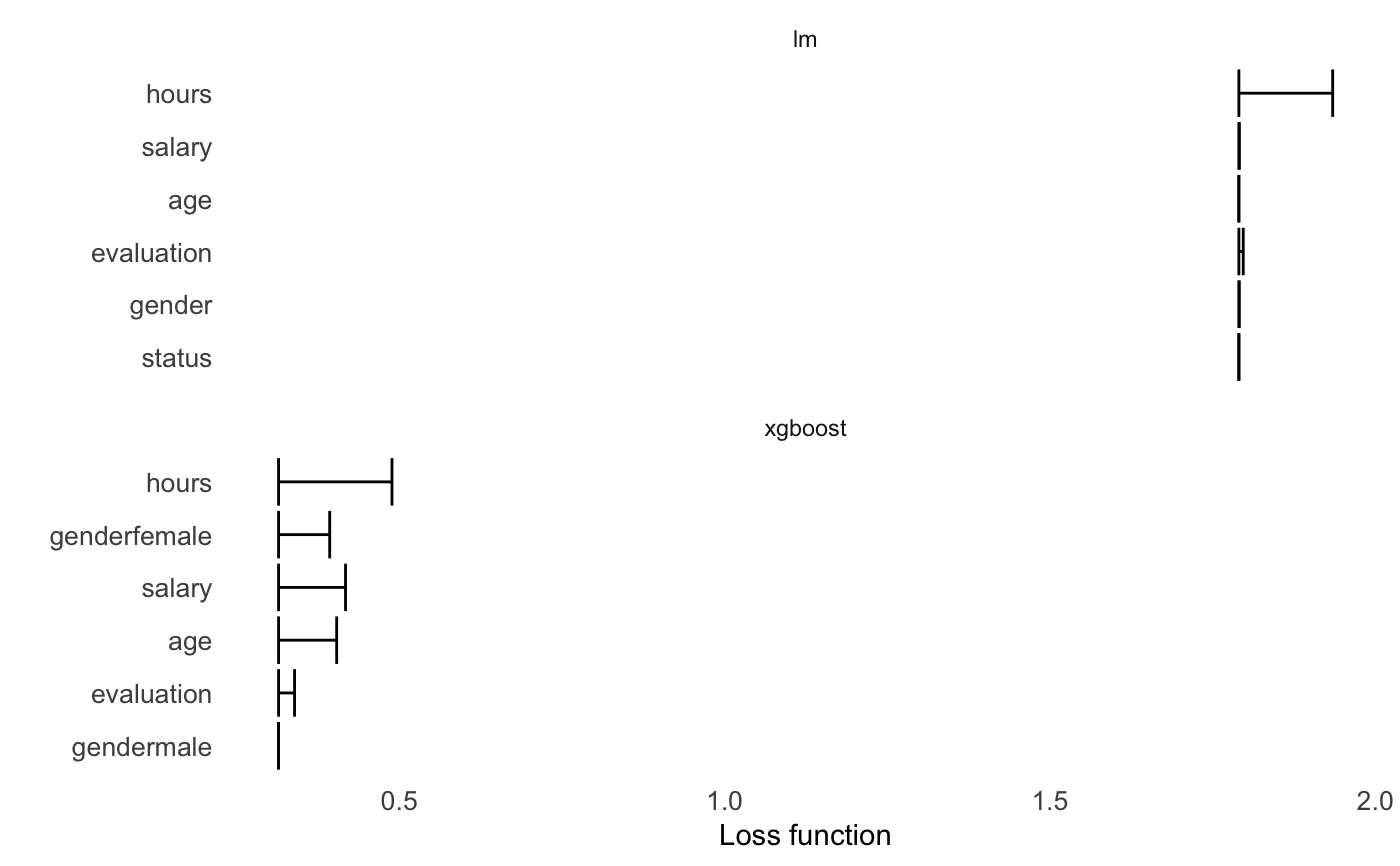 lm
hours
salary
age
evaluation
gender
status
xgboost
hours
genderfemale
salary
age
evaluation
gendermale
0.5 1.0 1.5 2.0
Loss function